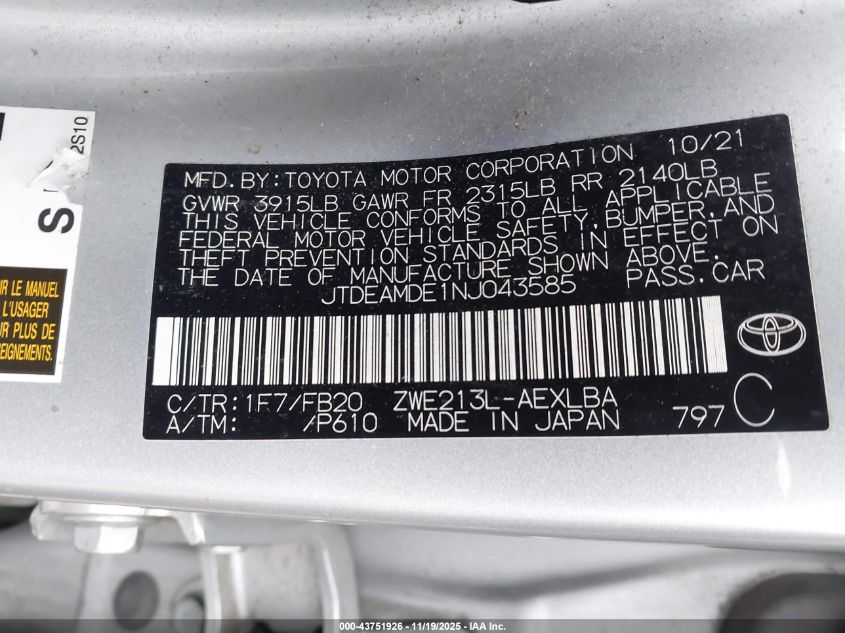 MFD.BY:TOYOTA MOTOR CORPORATION 10/21
GVWR 3915LB GAWR FR 2315LB RR 2140LB
THIS VEHICLE CONFORMS TO ALL APPLICABLE
FEDERAL MOTOR VEHICLE SAFETY,BUMPER,AND
THEFT PREVENTION STANDARDS IN EFFECT ON
THE DATE OF MANUFACTURE SHOWN ABOVE.
JTDEAMDE1NJ043585 PASS.CAR
C/TR:1F7/FB20 ZWE213L-AEXLBA
A/TM: /P610 MADE IN JAPAN 797 C
2S10
S
UR LE MANUEL
L'USAGER
UR PLUS DE
EIGNEMENTS.
000-43751926 - 11/19/2025 - IAA Inc.